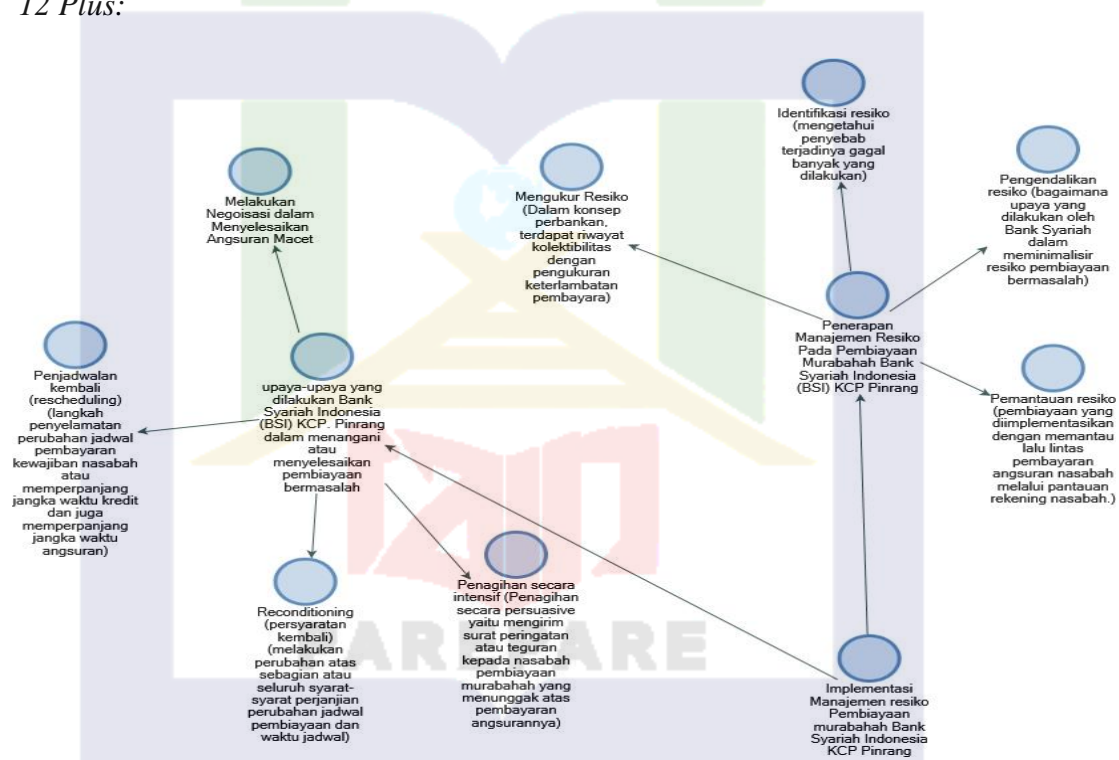 12 Plus:
Identifikasi resiko
(mengetahui
penyebab
terjadinya gagal
banyak yang
dilakukan)
Pengendalikan
resiko (bagaimana
upaya yang
dilakukan oleh
Bank Syariah
dalam
meminimalisir
resiko pembiayaan
bermasalah)
Melakukan
Negoisasi dalam
Menyelesaikan
Angsuran Macet
Mengukur Resiko
(Dalam konsep
perbankan,
terdapat riwayat
kolektibilitas
dengan
pengukuran
keterlambatan
pembayara)
Penerapan
Manajemen Resiko
Pada Pembiayaan
Murabahah Bank
Syariah Indonesia
(BSI) KCP Pinrang
Penjadwalan
kembali
(rescheduling)
(langkah
penyelamatan
perubahan jadwal
pembayaran
kewajiban nasabah
atau
memperpanjang
jangka waktu kredit
dan juga
memperpanjang
jangka waktu
angsuran)
upaya-upaya yang
dilakukan Bank
Syariah Indonesia
(BSI) KCP. Pinrang
dalam menangani
atau
menyelesaikan
pembiayaan
bermasalah
Pemantauan resiko
(pembiayaan yang
diimplementasikan
dengan memantau
lalu lintas
pembayaran
angsuran nasabah
melalui pantauan
rekening nasabah.)
Reconditioning
(persyaratan
kembali)
(melakukan
perubahan atas
sebagian atau
seluruh syarat-
syarat perjanjian
perubahan jadwal
pembiayaan dan
waktu jadwal)
Penagihan secara
intensif (Penagihan
secara persuasive
yaitu mengirim
surat peringatan
atau teguran
kepada nasabah
pembiayaan
murabahah yang
menunggak atas
pembayaran
angsurannya)
Implementasi
Manajemen resiko
Pembiayaan
murabahah Bank
Syariah Indonesia
KCP Pinrang
PAREPARE